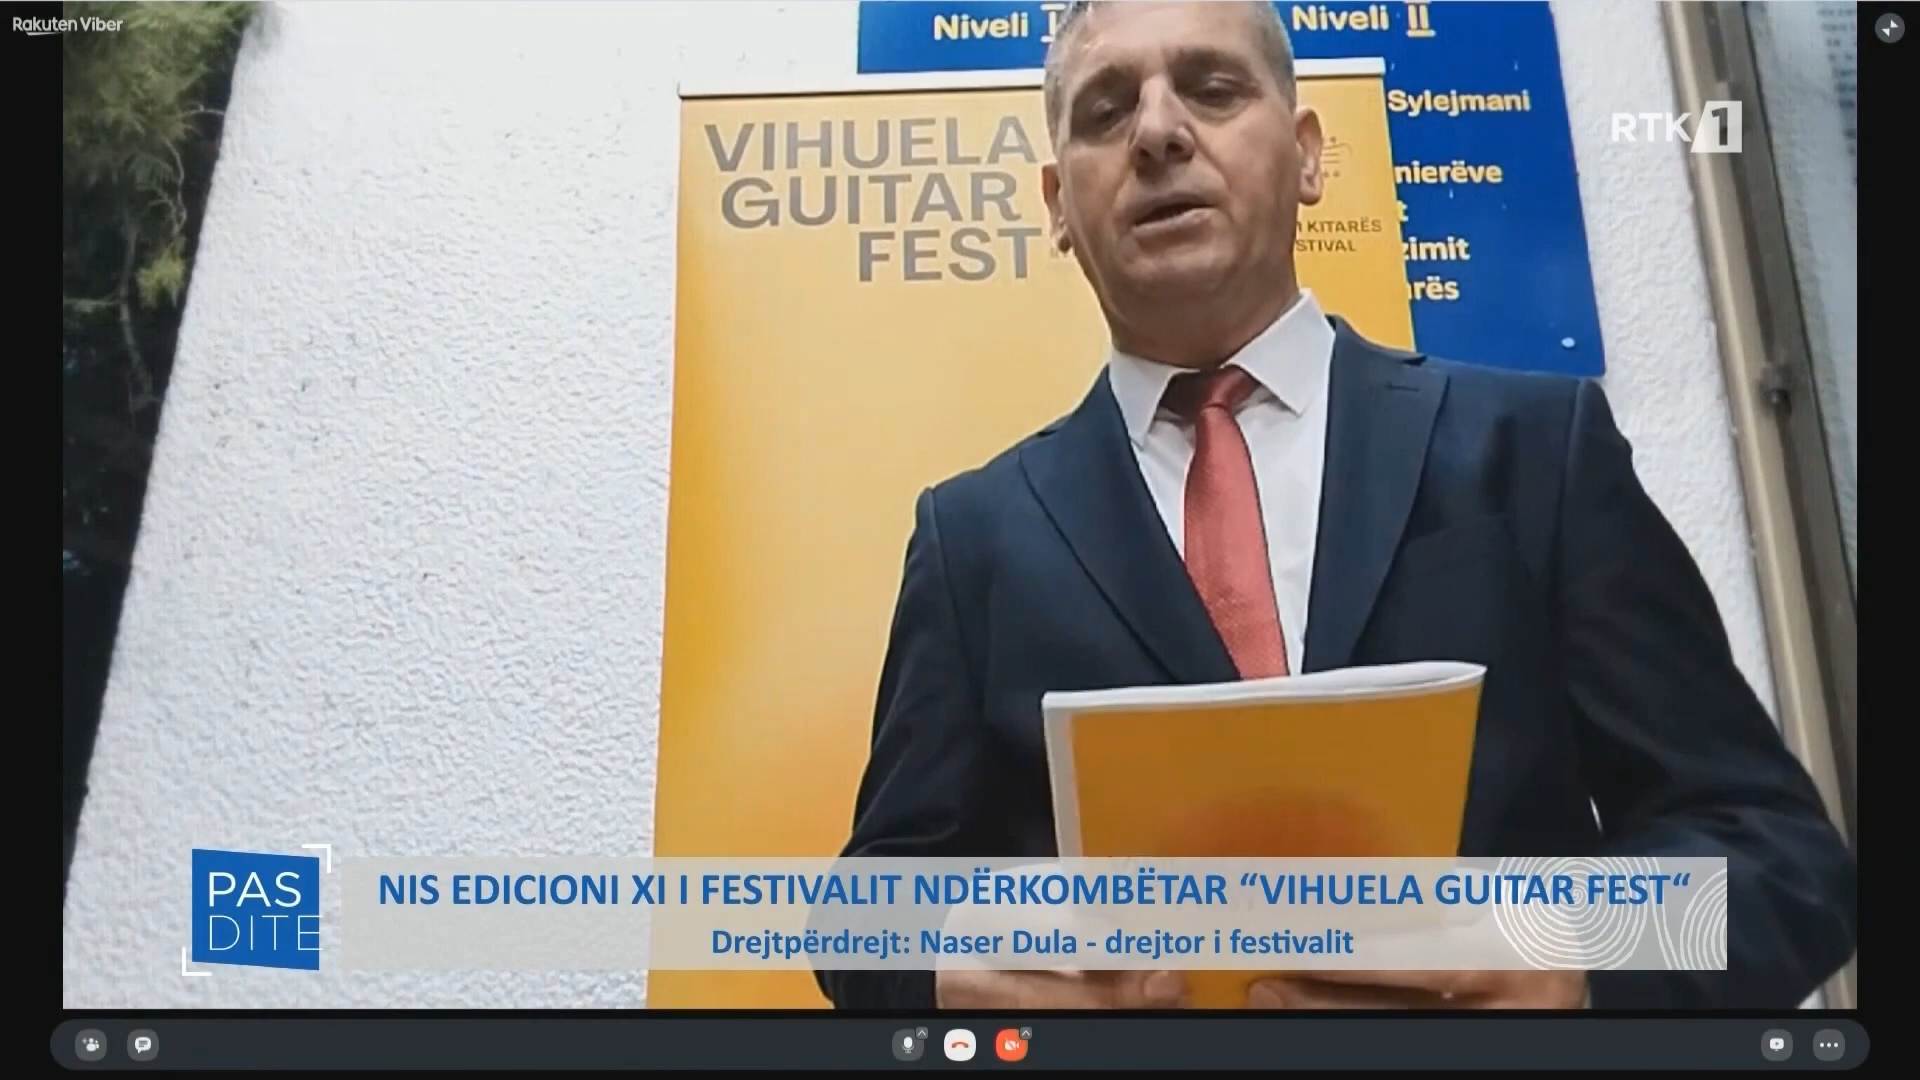 Rakuten Viber
Niveli I
Niveli II
Sylejmani
RTK 1
VIHUELA
GUITAR
FEST
nierëve
KITARËS
STIVAL
zimit
rës
PAS
DITE
NIS EDICIONI XI I FESTIVALIT NDËRKOMBËTAR “VIHUELA GUITAR FEST“
Drejtpërdrejt: Naser Dula - drejtor i festivalit